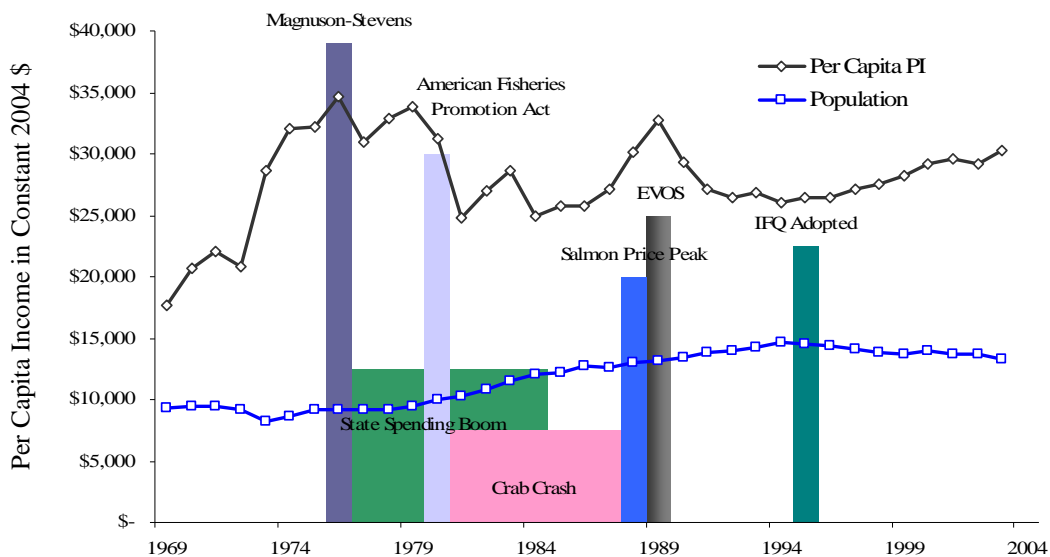 Magnuson-Stevens
$40,000
Per Capita PI
American Fisheries
Promotion Act
$35,000
Population
$30,000
EVOS
$25,000
IFQ Adopted
Salmon Price Peak
$20,000
$15,000
$10,000
State Spending Boom
$5,000
Crab Crash
$-
1969 1974 1979 1984 1989 1994 1999 2004
Per Capita Income in Constant 2004 $